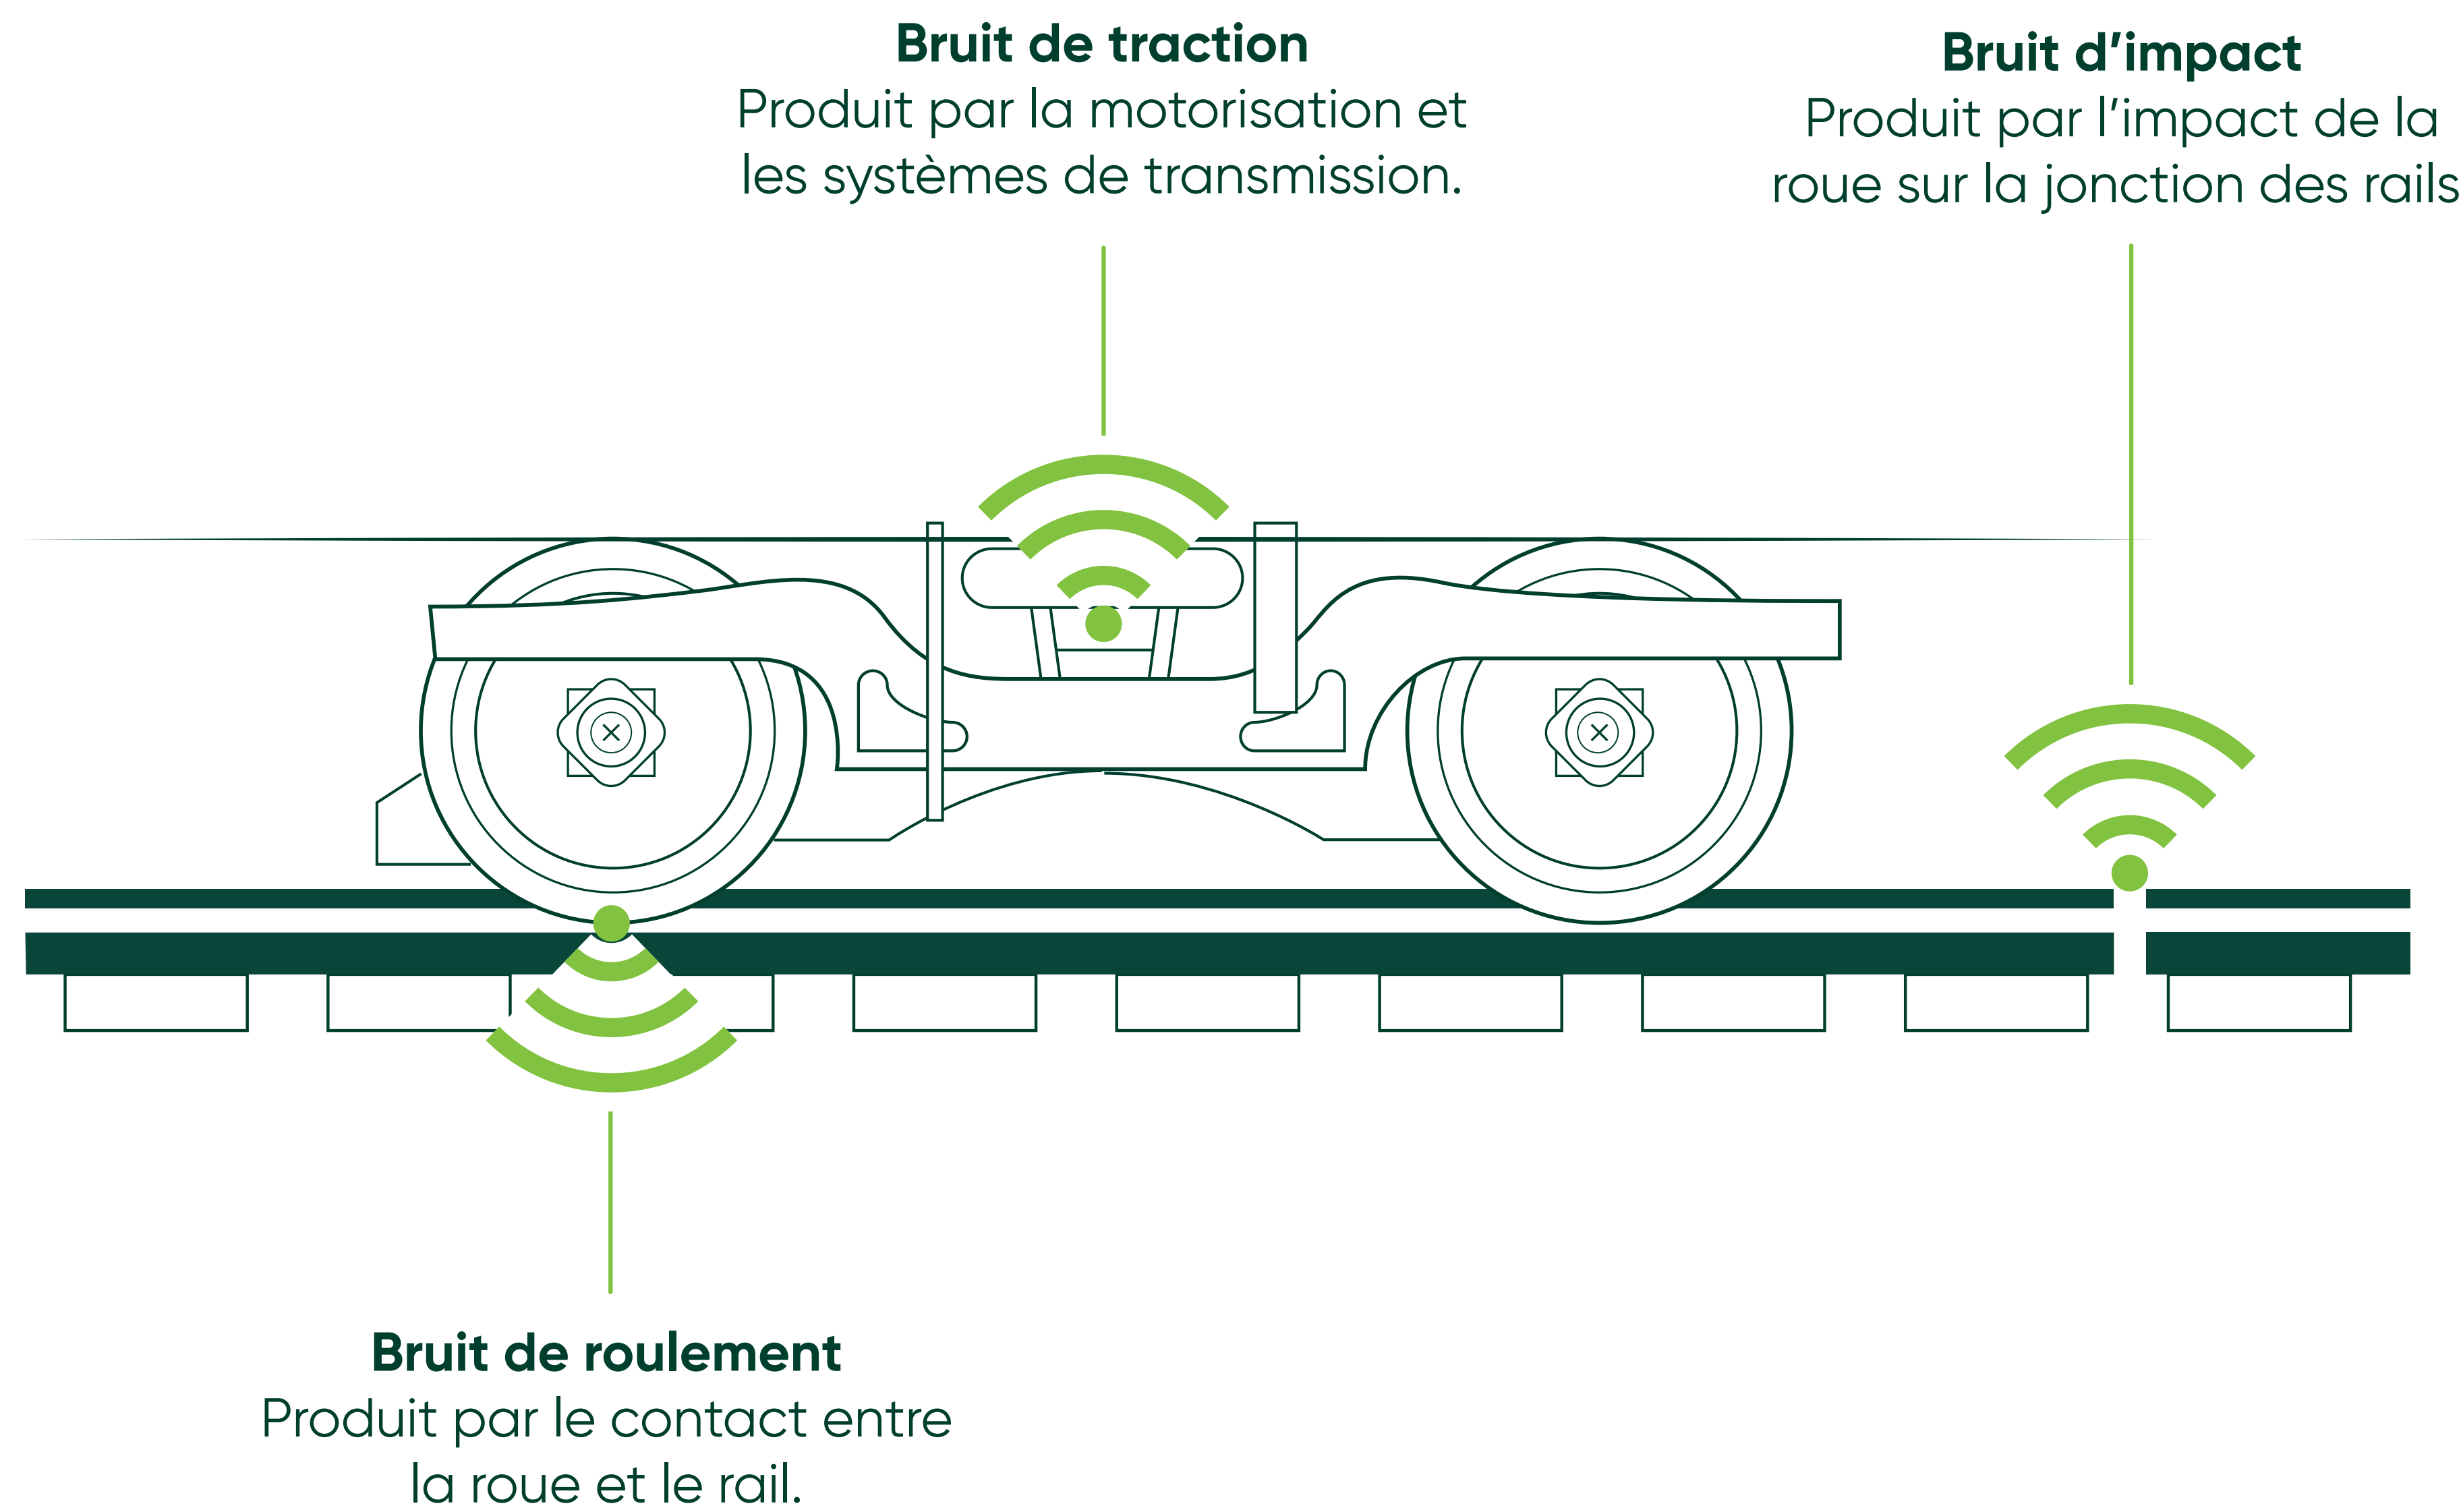 Bruit de traction
Produit par la motorisation et
les systèmes de transmission.
Bruit d'impact
Produit par l'impact de la
roue sur la jonction des rails
Bruit de roulement
Produit par le contact entre
la roue et le rail.